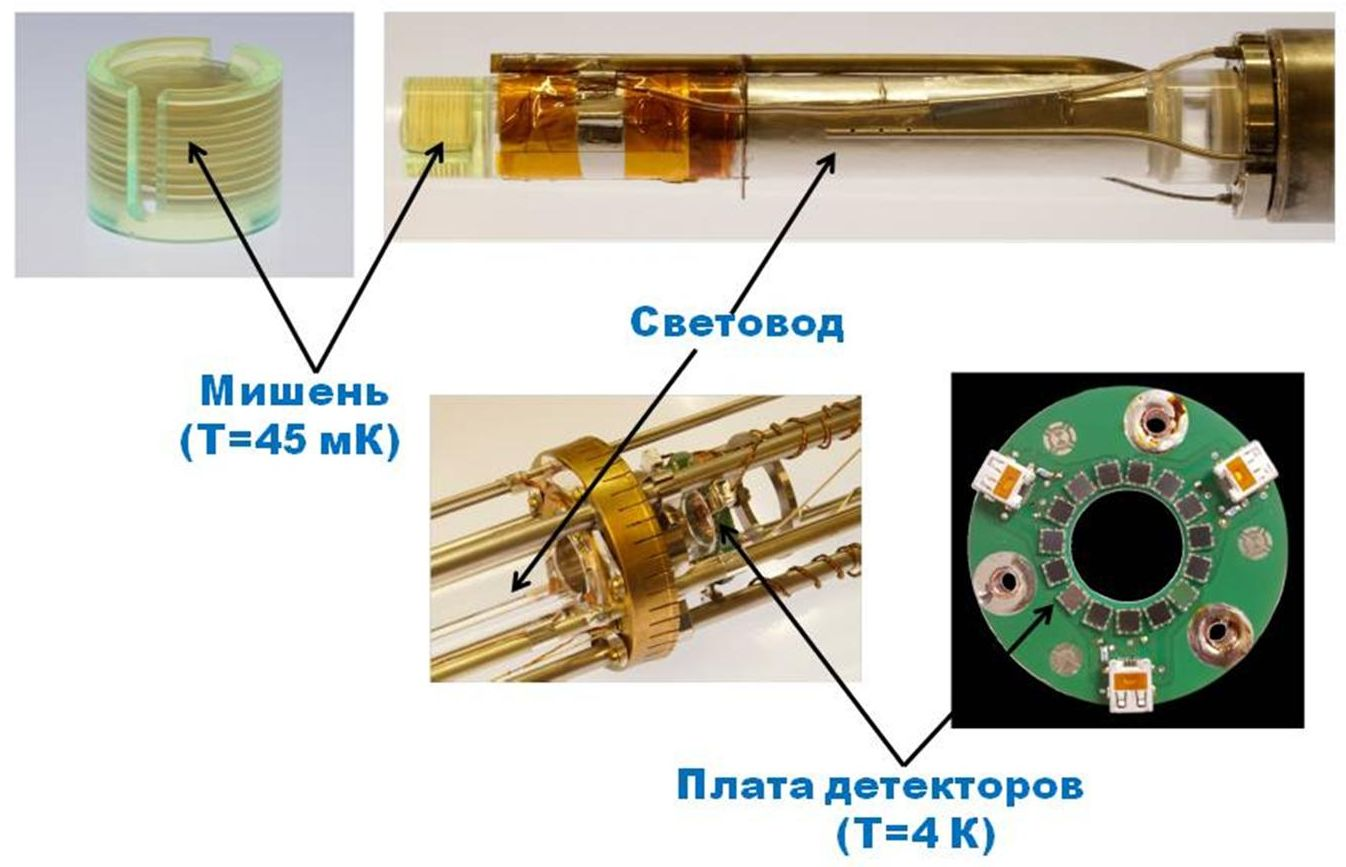 Световод
Мишень
(Т=45 мК)
Плата детекторов
(Т=4 К)